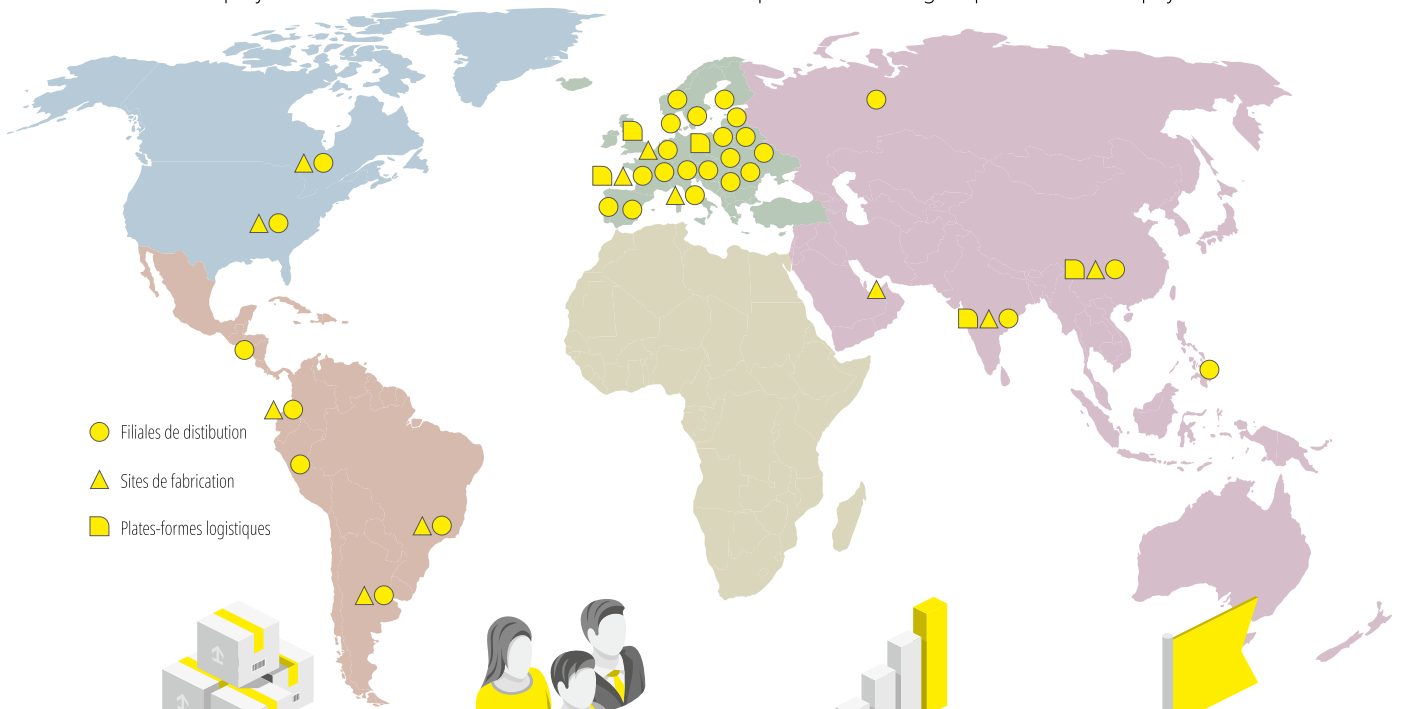 Filiales de distibution
Sites de fabrication
Plates-formes logistiques